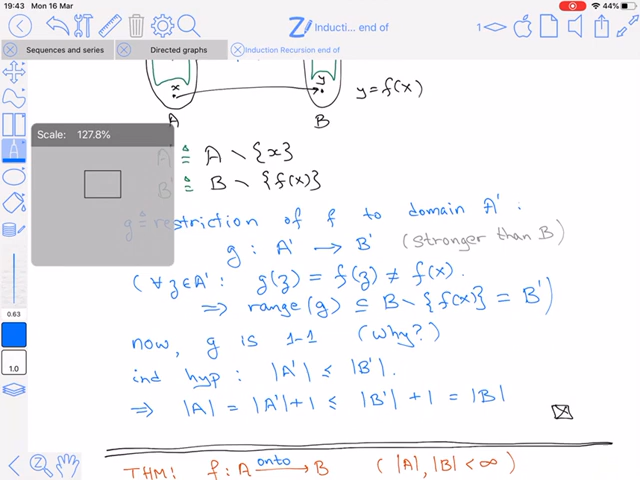 19:43 Mon 16 Mar 44%
Inducti... end of
1
Sequences and series
Directed graphs
Induction Recursion end of
x y y = f(x)
A B
Scale: 127.8%
A' ≜ A \ {x}
B' ≜ B \ {f(x)}
g ≜ restriction of f to domain A' :
g : A' → B' (stronger than B)
(∀ z ∈ A' : g(z) = f(z) ≠ f(x).
⇒ range(g) ⊆ B \ {f(x)} = B')
0.63
now, g is 1-1 (why?)
1.0
ind hyp : |A'| ≤ |B'|.
⇒ |A| = |A'|+1 ≤ |B'| +1 = |B|
THM: f : A onto → B ( |A|, |B| < ∞ )